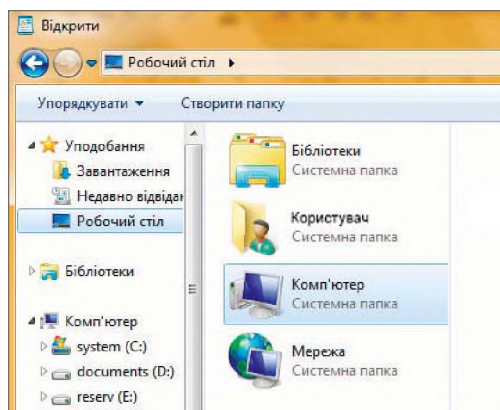 Відкрити
Робочий стіл
Упорядкувати
Створити папку
Уподобання
Завантаження
Недавно відвідан
Робочий стіл
Бібліотеки
Комп'ютер
system (C:)
documents (D:)
reserv (E:)
Бібліотеки
Системна папка
Користувач
Системна папка
Комп'ютер
Системна папка
Мережа
Системна папка